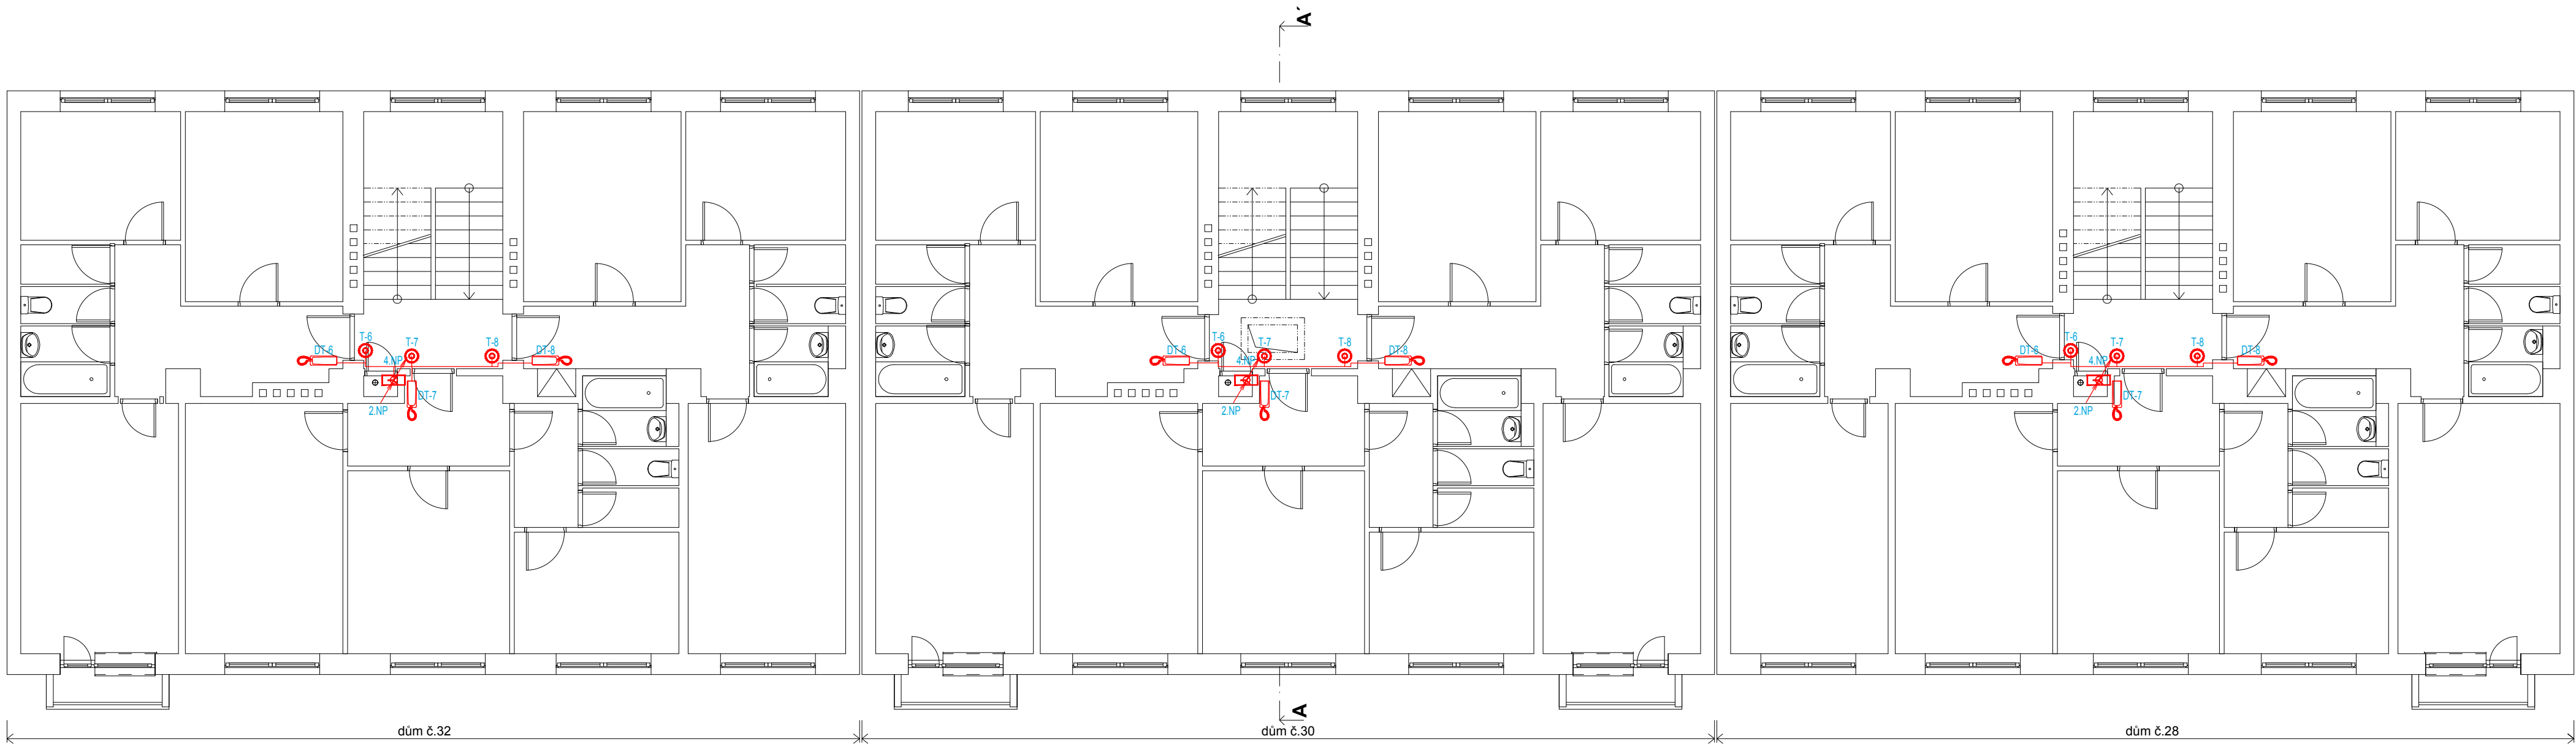 A´
T-6
T-7
T-8
DT-6
4.NP
DT-8
DT-7
2.NP
T-6
T-7
T-8
DT-6
4.NP
DT-8
DT-7
2.NP
T-6
T-7
T-8
DT-6
4.NP
DT-8
DT-7
2.NP
A
dům č.32
dům č.30
dům č.28